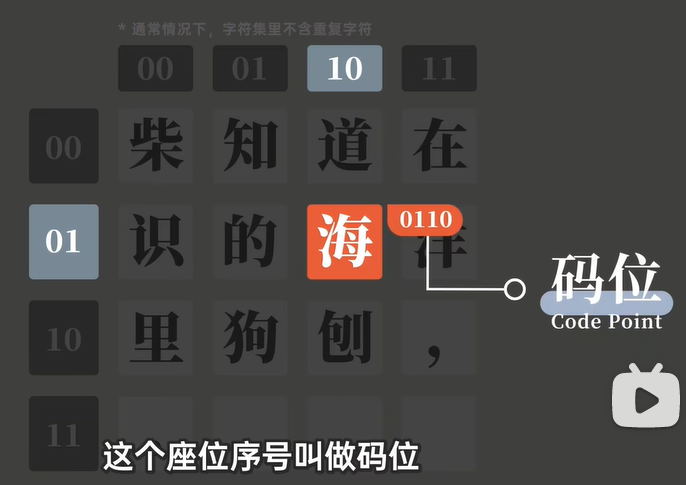 * 通常情况下，字符集里不含重复字符
00 01 10 11
00 柴 知 道 在
01 识 的 海 洋 0110
码位
Code Point
10 里 狗 刨 ，
11
这个座位序号叫做码位